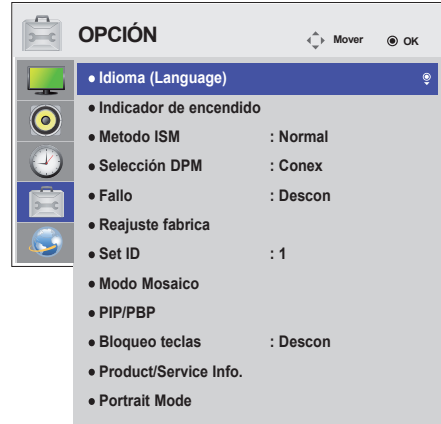 OPCIÓN Mover OK
● Idioma (Language)
● Indicador de encendido
● Metodo ISM : Normal
● Selección DPM : Conex
● Fallo : Descon
● Reajuste fabrica
● Set ID : 1
● Modo Mosaico
● PIP/PBP
● Bloqueo teclas : Descon
● Product/Service Info.
● Portrait Mode